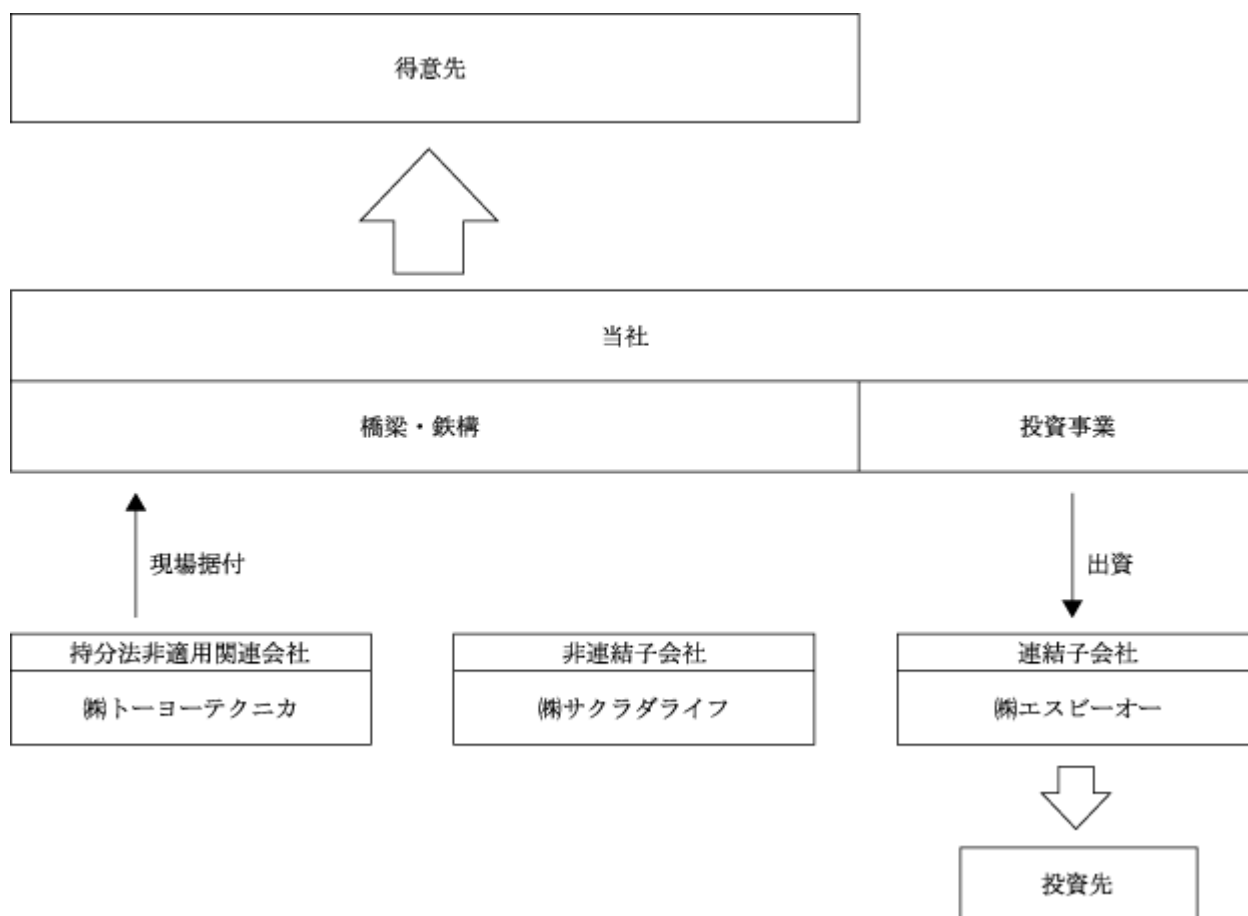 得意先
当社
橋梁・鉄構
投資事業
現場据付
出資
持分法非適用関連会社
㈱トーヨーテクニカ
非連結子会社
㈱サクラダライフ
連結子会社
㈱エスビーオー
投資先